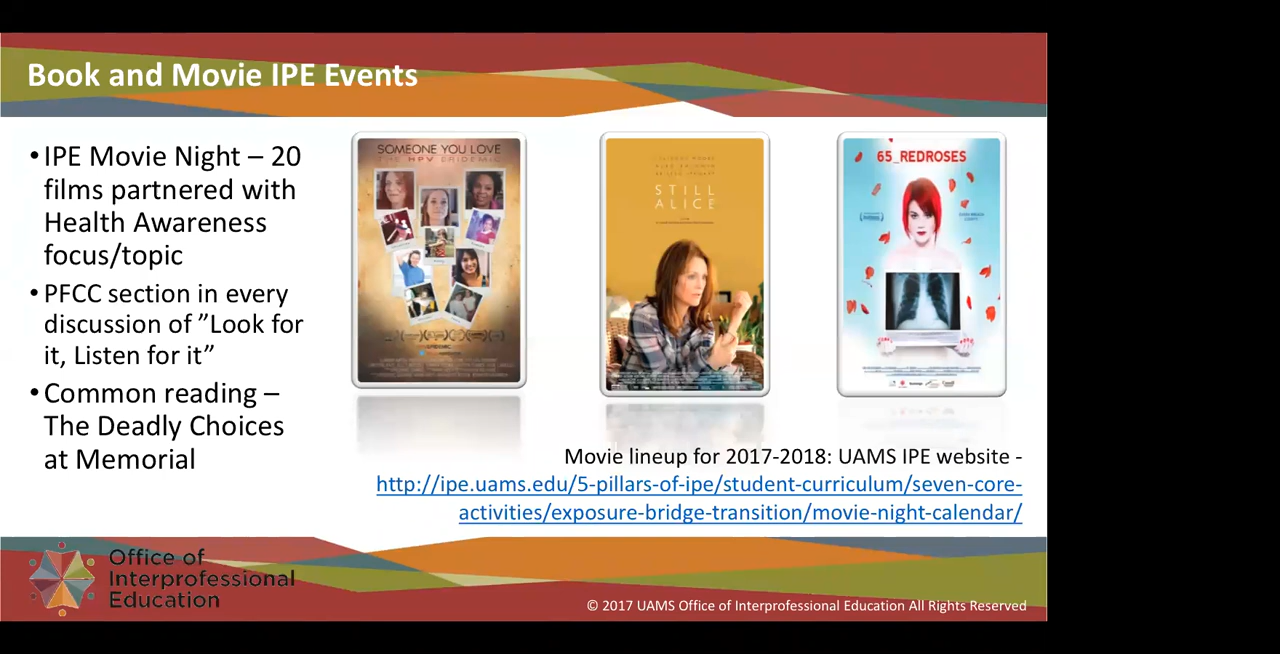 Book and Movie IPE Events
•IPE Movie Night – 20
films partnered with
Health Awareness
focus/topic
•PFCC section in every
discussion of ”Look for
it, Listen for it”
•Common reading –
The Deadly Choices
at Memorial
SOMEONE YOU LOVE
THE HPV EPIDEMIC
STILL
ALICE
65_REDROSES
Movie lineup for 2017-2018: UAMS IPE website -
http://ipe.uams.edu/5-pillars-of-ipe/student-curriculum/seven-core-
activities/exposure-bridge-transition/movie-night-calendar/
Office of
Interprofessional
Education
© 2017 UAMS Office of Interprofessional Education All Rights Reserved